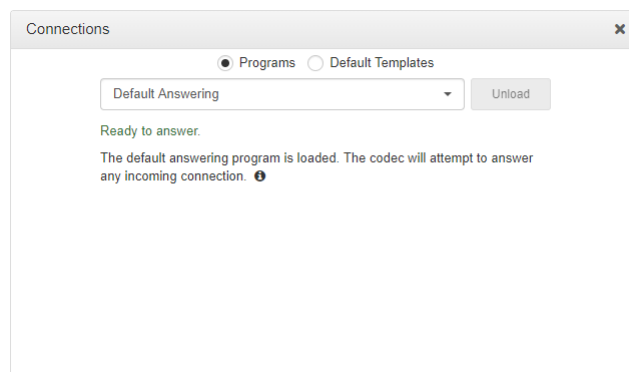 Connections
Programs Default Templates
Default Answering Unload
Ready to answer.
The default answering program is loaded. The codec will attempt to answer
any incoming connection.